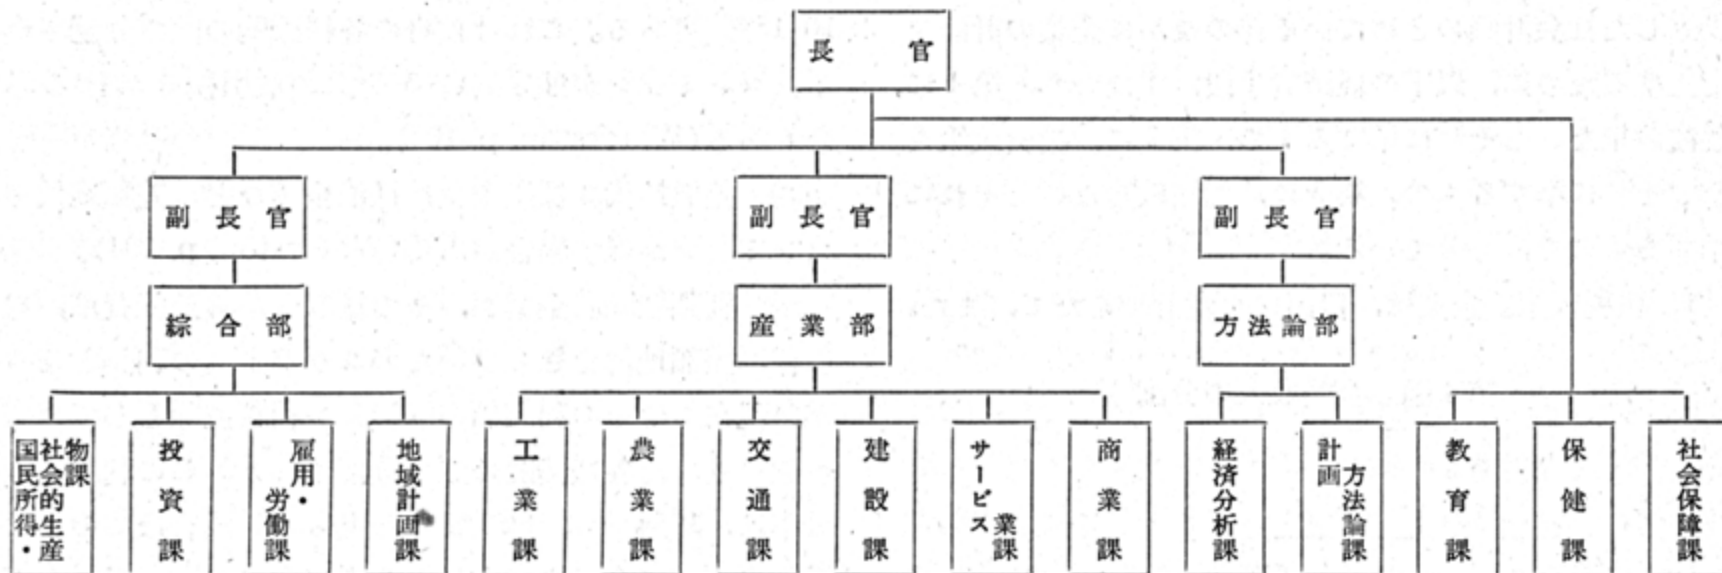 長官
副長官
副長官
副長官
綜合部
産業部
方法論部
国民所得・
社会的生産
物課
投資課
雇用・
労働課
地域計画課
工業課
農業課
交通課
建設課
サービス
業課
商業課
経済分析課
計画
方法論課
教育課
保健課
社会保障課